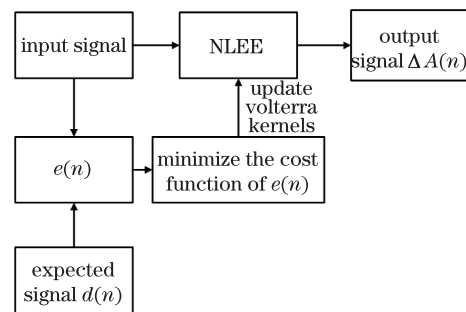 input signal
NLEE
output
signal ΔA(n)
update
volterra
kernels
e(n)
minimize the cost
function of e(n)
expected
signal d(n)